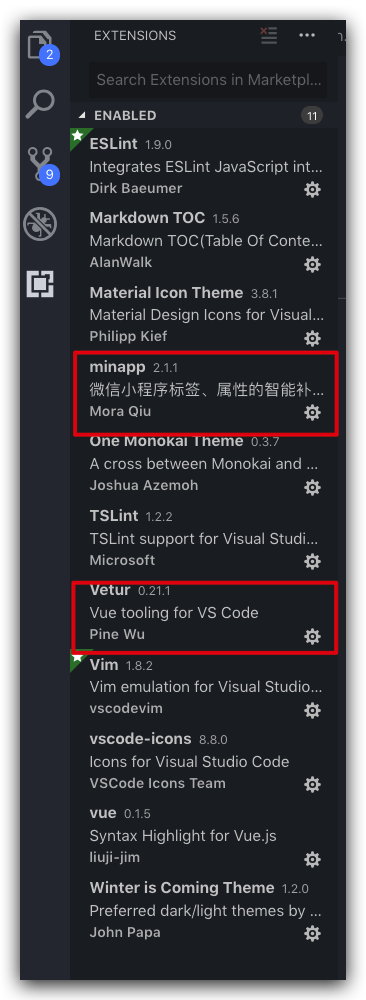 EXTENSIONS
2
Search Extensions in Marketpl...
ENABLED 11
ESLint 1.9.0
Integrates ESLint JavaScript int...
Dirk Baeumer
9
Markdown TOC 1.5.6
Markdown TOC(Table Of Conte...
AlanWalk
Material Icon Theme 3.8.1
Material Design Icons for Visual...
Philipp Kief
minapp 2.1.1
微信小程序标签、属性的智能补...
Mora Qiu
One Monokai Theme 0.3.7
A cross between Monokai and ...
Joshua Azemoh
TSLint 1.2.2
TSLint support for Visual Studi...
Microsoft
Vetur 0.21.1
Vue tooling for VS Code
Pine Wu
Vim 1.8.2
Vim emulation for Visual Studio...
vscodevim
vscode-icons 8.8.0
Icons for Visual Studio Code
VSCode Icons Team
vue 0.1.5
Syntax Highlight for Vue.js
liuji-jim
Winter is Coming Theme 1.2.0
Preferred dark/light themes by ...
John Papa